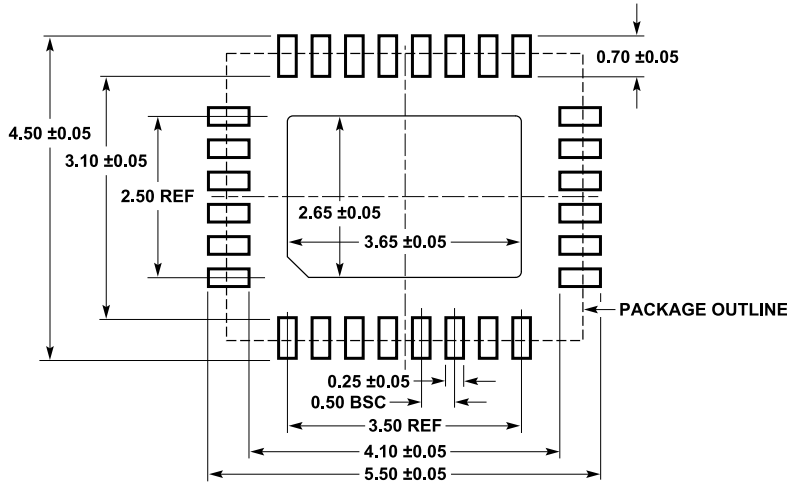 0.70 ±0.05
4.50 ±0.05
3.10 ±0.05
2.50 REF
2.65 ±0.05
3.65 ±0.05
PACKAGE OUTLINE
0.25 ±0.05
0.50 BSC
3.50 REF
4.10 ±0.05
5.50 ±0.05